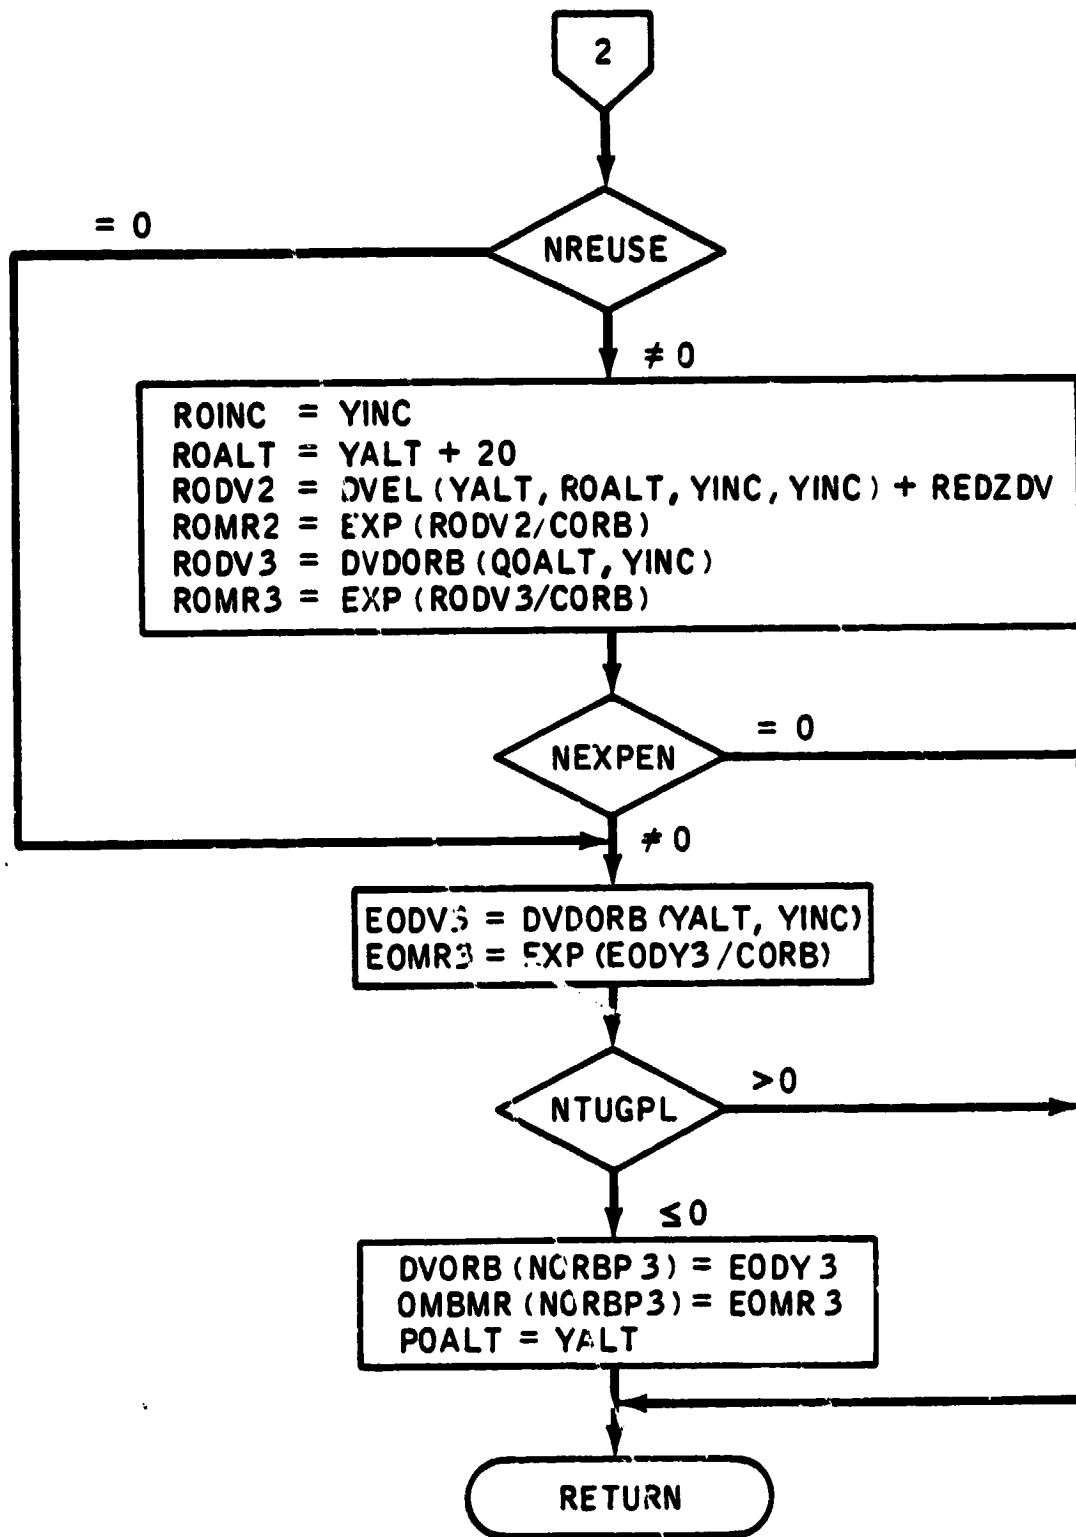 2
= 0
NREUSE
≠ 0
ROINC = YINC
ROALT = YALT + 20
RODV2 = DVEL(YALT, ROALT, YINC, YINC) + REDZDV
ROMR2 = EXP(RODV2/CORB)
RODV3 = DVDORB(QOALT, YINC)
ROMR3 = EXP(RODV3/CORB)
NEXPEN
= 0
≠ 0
EODV3 = DVDORB(YALT, YINC)
EOMR3 = EXP(EODY3/CORB)
NTUGPL
>0
≤0
DVORB(NORBP3) = EODY3
OMBMR(NORBP3) = EOMR3
POALT = YALT
RETURN